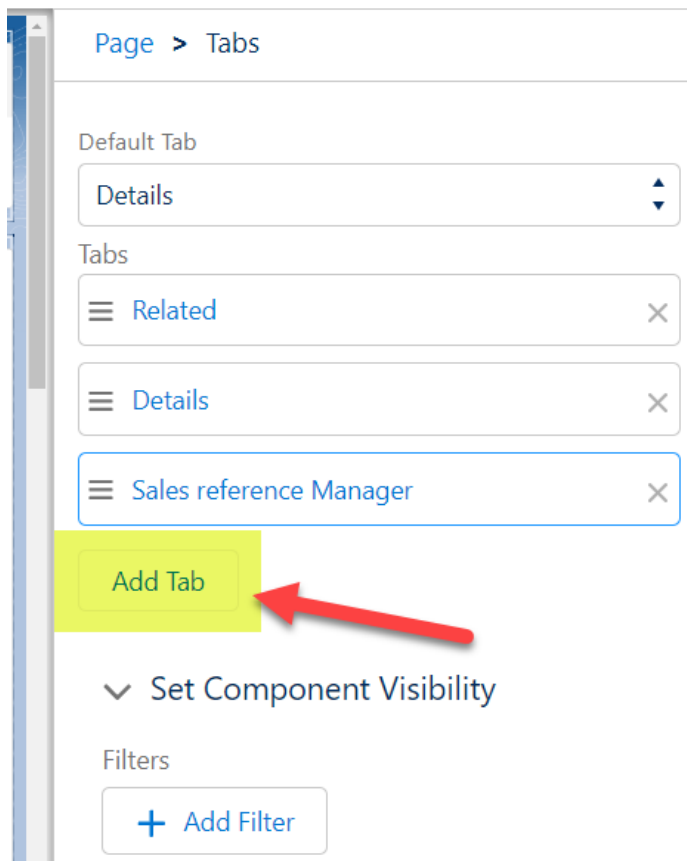 Page > Tabs
Default Tab
Details
Tabs
Related
Details
Sales reference Manager
Add Tab
Set Component Visibility
Filters
+ Add Filter